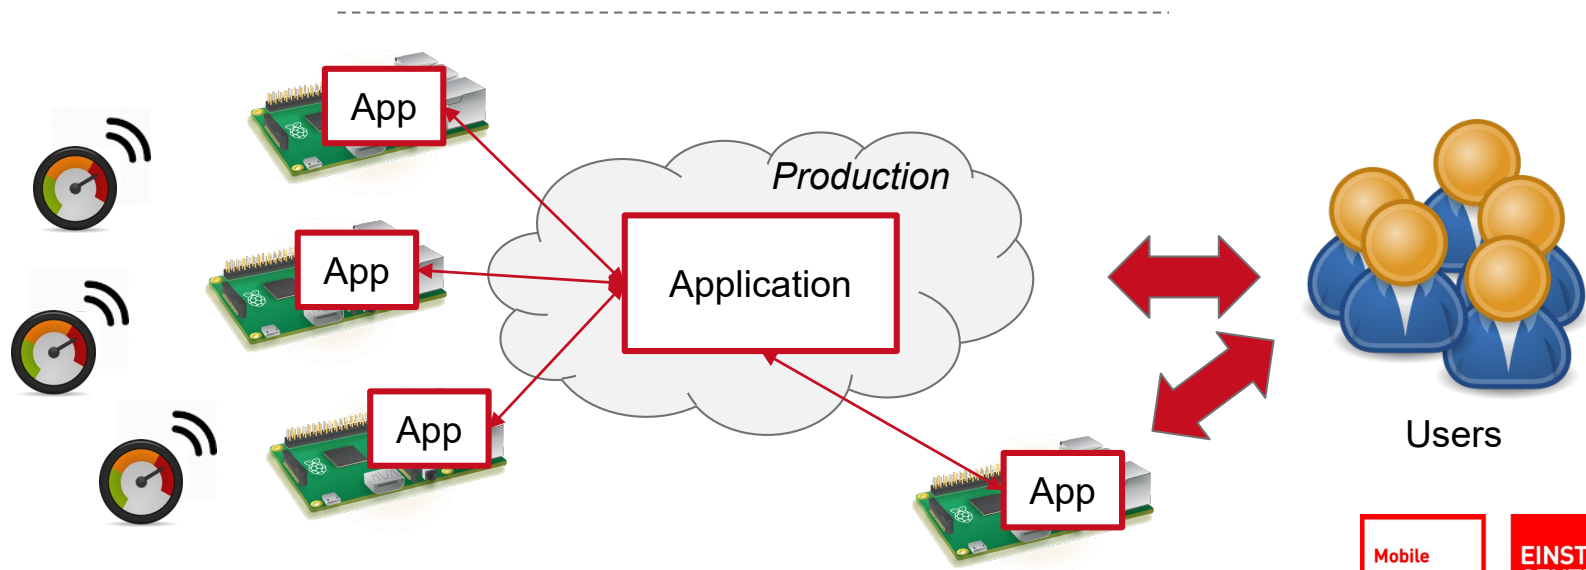 App
Production
App
Application
App
Users
App
Mobile
EINST